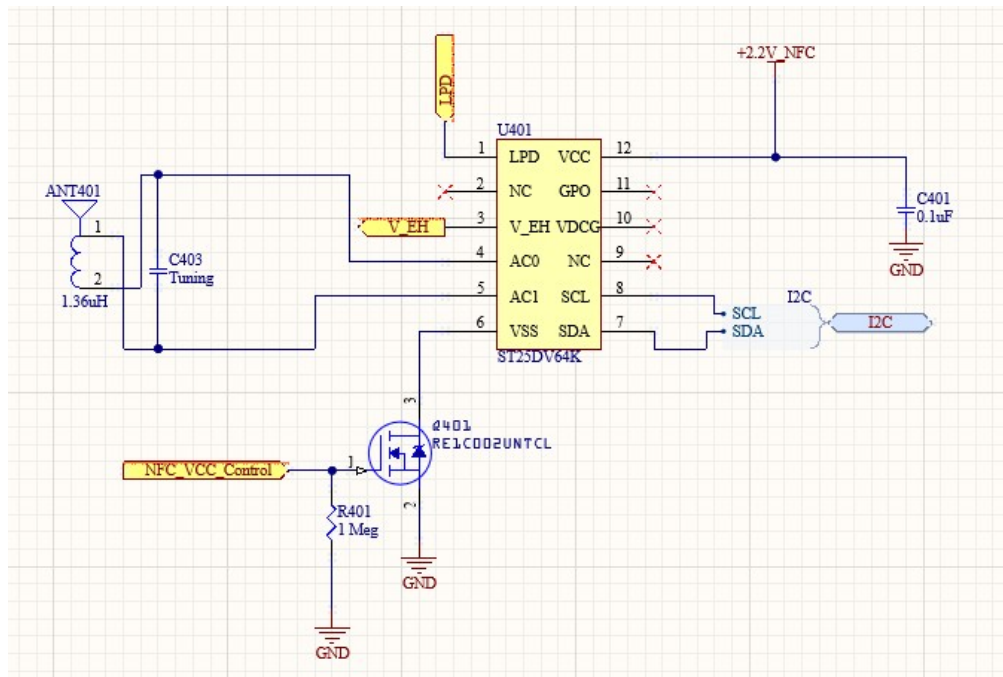 +2.2V_NFC
LPD
U401
1 LPD VCC 12
2 NC GPO 11
3 V_EH VDCG 10
4 AC0 NC 9
5 AC1 SCL 8
6 VSS SDA 7
ST25DV64K
V_EH
ANT401
1
2
1.36uH
C403
Tuning
C401
0.1uF
GND
I2C
SCL
SDA
I2C
3
Q401
RE1C002UNTCL
1
2
NFC_VCC_Control
R401
1 Meg
GND
GND